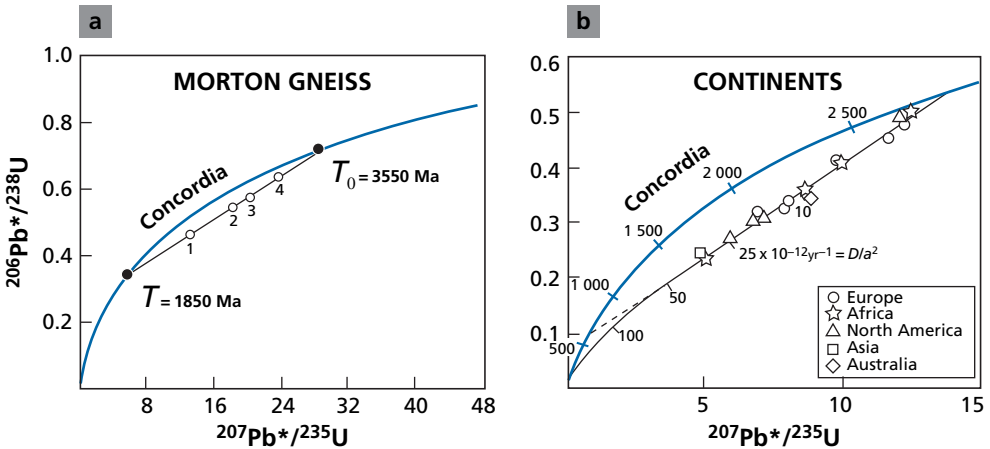 a
MORTON GNEISS
1.0
0.8
0.6
0.4
0.2
206Pb*/238U
Concordia
T0 = 3550 Ma
4
3
2
1
T = 1850 Ma
8 16 24 32 40 48
207Pb*/235U
b
CONTINENTS
0.6
0.5
0.4
0.3
0.2
0.1
Concordia
2 500
2 000
1 500
1 000
500
10
25 x 10–12yr–1 = D/a2
50
100
Europe
Africa
North America
Asia
Australia
5 10 15
207Pb*/235U